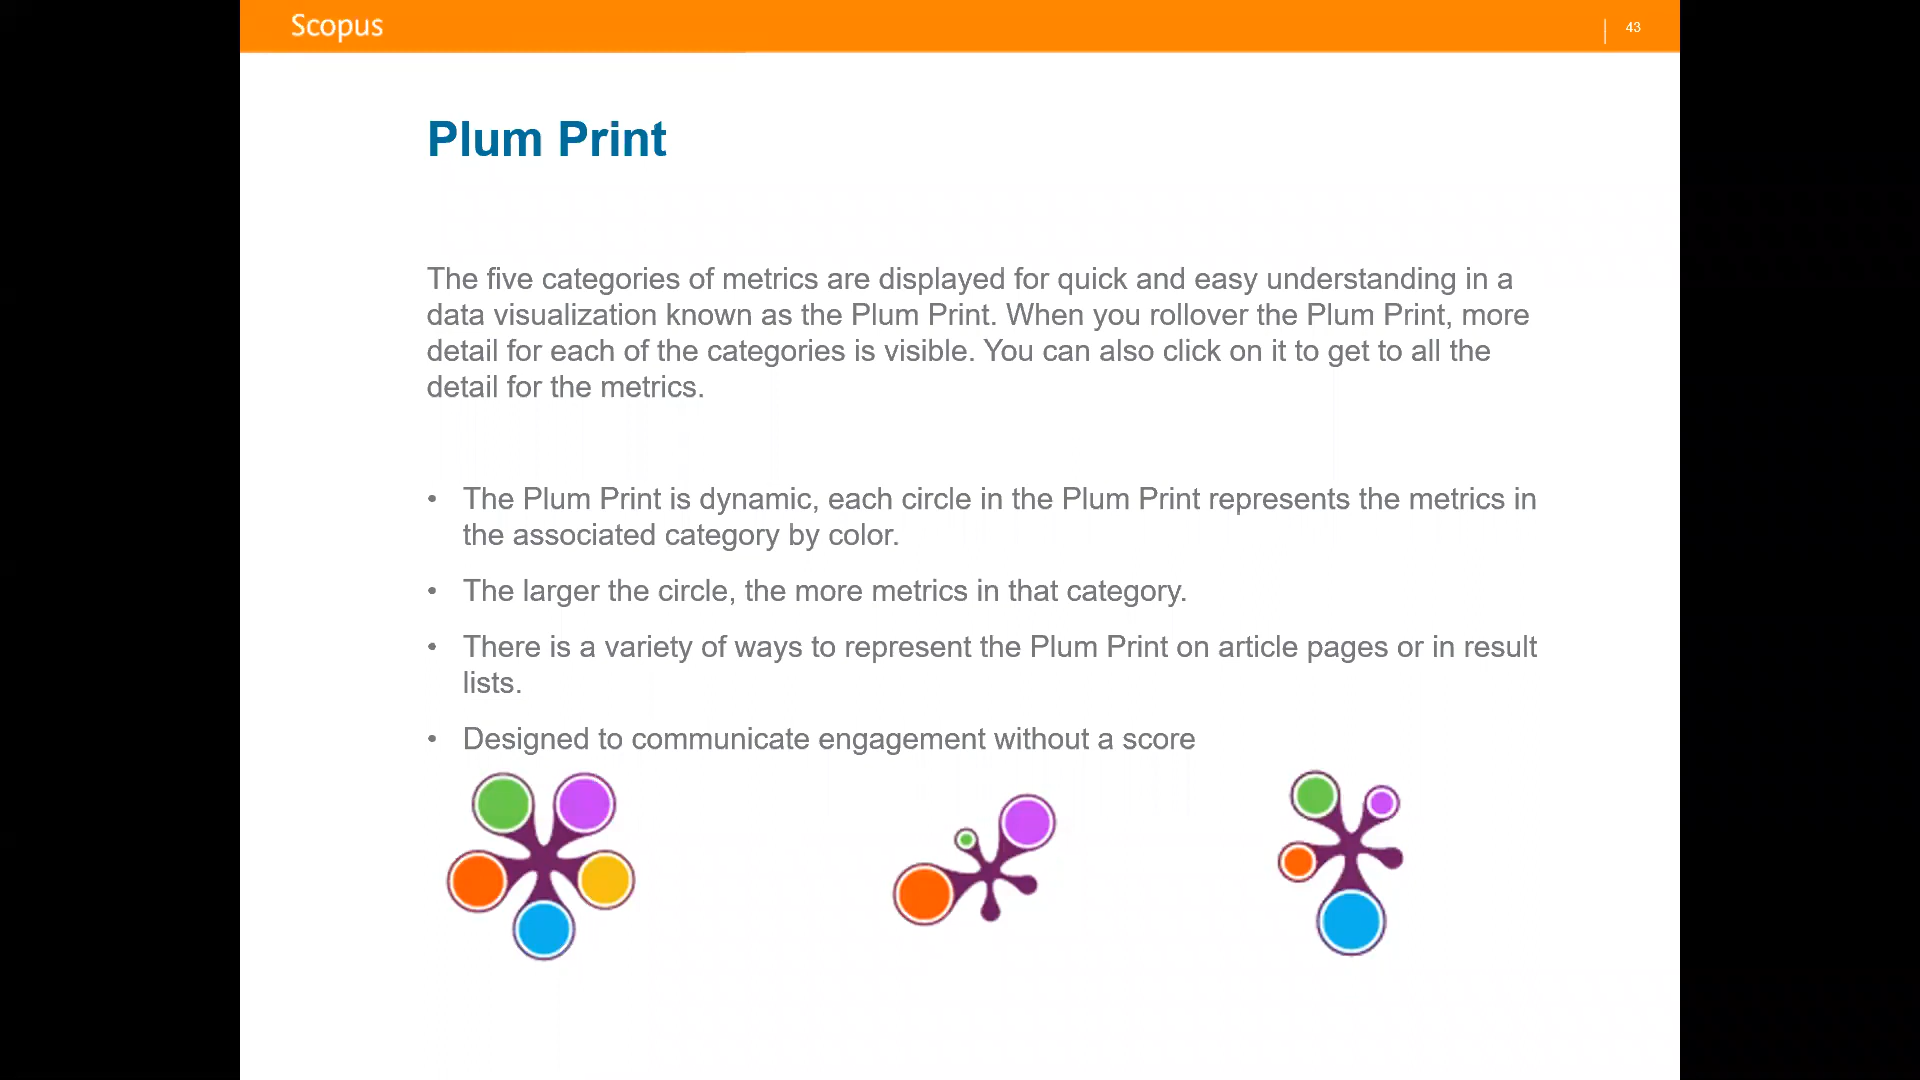 Scopus
43
Plum Print
The five categories of metrics are displayed for quick and easy understanding in a
data visualization known as the Plum Print. When you rollover the Plum Print, more
detail for each of the categories is visible. You can also click on it to get to all the
detail for the metrics.
• The Plum Print is dynamic, each circle in the Plum Print represents the metrics in
the associated category by color.
• The larger the circle, the more metrics in that category.
• There is a variety of ways to represent the Plum Print on article pages or in result
lists.
• Designed to communicate engagement without a score